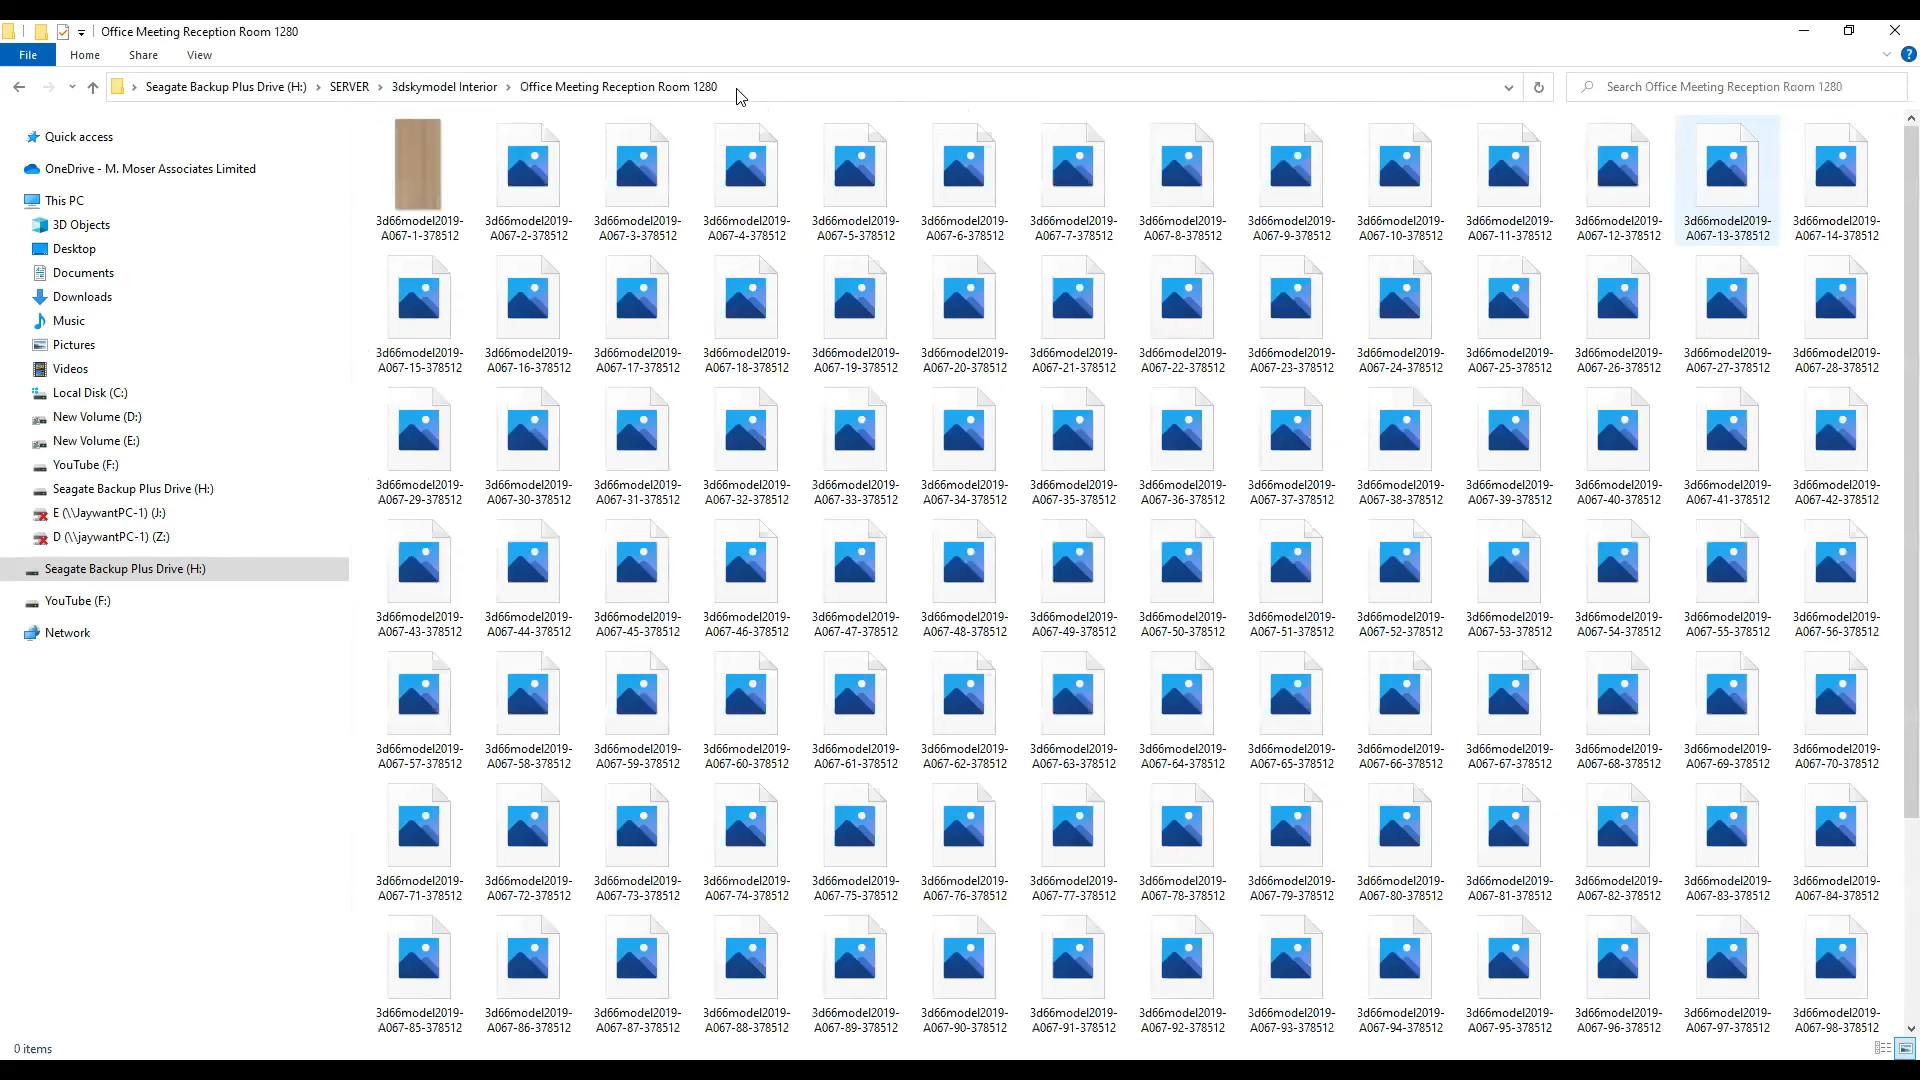 Office Meeting Reception Room 1280
File Home Share View
Seagate Backup Plus Drive (H:) SERVER 3dskymodel Interior Office Meeting Reception Room 1280 Search Office Meeting Reception Room 1280
Quick access
OneDrive - M. Moser Associates Limited
This PC
3D Objects
Desktop
Documents
Downloads
Music
Pictures
Videos
Local Disk (C:)
New Volume (D:)
New Volume (E:)
YouTube (F:)
Seagate Backup Plus Drive (H:)
E (\\JaywantPC-1) (J:)
D (\\jaywantPC-1) (Z:)
Seagate Backup Plus Drive (H:)
YouTube (F:)
Network
3d66model2019- 3d66model2019- 3d66model2019- 3d66model2019- 3d66model2019- 3d66model2019- 3d66model2019- 3d66model2019- 3d66model2019- 3d66model2019- 3d66model2019- 3d66model2019- 3d66model2019- 3d66model2019-
A067-1-378512 A067-2-378512 A067-3-378512 A067-4-378512 A067-5-378512 A067-6-378512 A067-7-378512 A067-8-378512 A067-9-378512 A067-10-378512 A067-11-378512 A067-12-378512 A067-13-378512 A067-14-378512
3d66model2019- 3d66model2019- 3d66model2019- 3d66model2019- 3d66model2019- 3d66model2019- 3d66model2019- 3d66model2019- 3d66model2019- 3d66model2019- 3d66model2019- 3d66model2019- 3d66model2019- 3d66model2019-
A067-15-378512 A067-16-378512 A067-17-378512 A067-18-378512 A067-19-378512 A067-20-378512 A067-21-378512 A067-22-378512 A067-23-378512 A067-24-378512 A067-25-378512 A067-26-378512 A067-27-378512 A067-28-378512
3d66model2019- 3d66model2019- 3d66model2019- 3d66model2019- 3d66model2019- 3d66model2019- 3d66model2019- 3d66model2019- 3d66model2019- 3d66model2019- 3d66model2019- 3d66model2019- 3d66model2019- 3d66model2019-
A067-29-378512 A067-30-378512 A067-31-378512 A067-32-378512 A067-33-378512 A067-34-378512 A067-35-378512 A067-36-378512 A067-37-378512 A067-38-378512 A067-39-378512 A067-40-378512 A067-41-378512 A067-42-378512
3d66model2019- 3d66model2019- 3d66model2019- 3d66model2019- 3d66model2019- 3d66model2019- 3d66model2019- 3d66model2019- 3d66model2019- 3d66model2019- 3d66model2019- 3d66model2019- 3d66model2019- 3d66model2019-
A067-43-378512 A067-44-378512 A067-45-378512 A067-46-378512 A067-47-378512 A067-48-378512 A067-49-378512 A067-50-378512 A067-51-378512 A067-52-378512 A067-53-378512 A067-54-378512 A067-55-378512 A067-56-378512
3d66model2019- 3d66model2019- 3d66model2019- 3d66model2019- 3d66model2019- 3d66model2019- 3d66model2019- 3d66model2019- 3d66model2019- 3d66model2019- 3d66model2019- 3d66model2019- 3d66model2019- 3d66model2019-
A067-57-378512 A067-58-378512 A067-59-378512 A067-60-378512 A067-61-378512 A067-62-378512 A067-63-378512 A067-64-378512 A067-65-378512 A067-66-378512 A067-67-378512 A067-68-378512 A067-69-378512 A067-70-378512
3d66model2019- 3d66model2019- 3d66model2019- 3d66model2019- 3d66model2019- 3d66model2019- 3d66model2019- 3d66model2019- 3d66model2019- 3d66model2019- 3d66model2019- 3d66model2019- 3d66model2019- 3d66model2019-
A067-71-378512 A067-72-378512 A067-73-378512 A067-74-378512 A067-75-378512 A067-76-378512 A067-77-378512 A067-78-378512 A067-79-378512 A067-80-378512 A067-81-378512 A067-82-378512 A067-83-378512 A067-84-378512
3d66model2019- 3d66model2019- 3d66model2019- 3d66model2019- 3d66model2019- 3d66model2019- 3d66model2019- 3d66model2019- 3d66model2019- 3d66model2019- 3d66model2019- 3d66model2019- 3d66model2019- 3d66model2019-
A067-85-378512 A067-86-378512 A067-87-378512 A067-88-378512 A067-89-378512 A067-90-378512 A067-91-378512 A067-92-378512 A067-93-378512 A067-94-378512 A067-95-378512 A067-96-378512 A067-97-378512 A067-98-378512
0 items